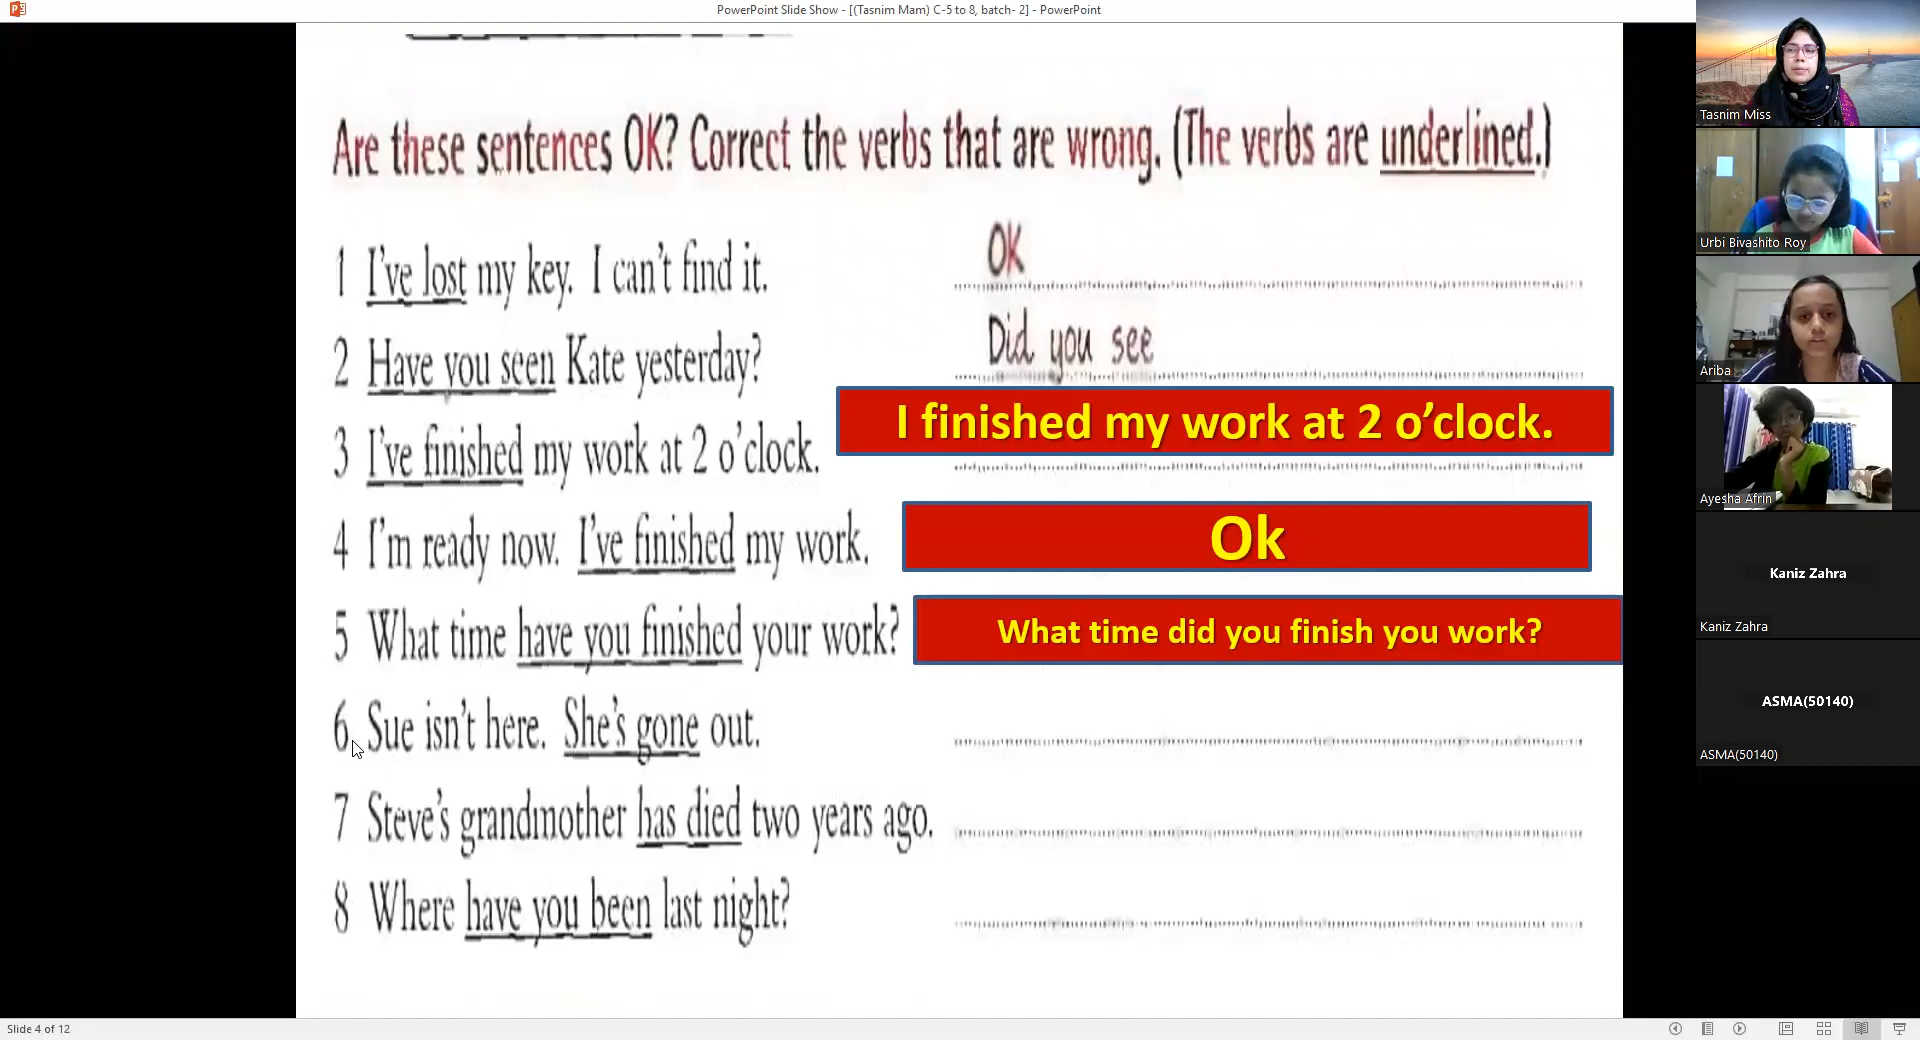 PowerPoint Slide Show - [(Tasnim Mam) C-5 to 8, batch- 2] - PowerPoint
Are these sentences OK? Correct the verbs that are wrong. (The verbs are underlined.)
1 I've lost my key. I can't find it. OK
2 Have you seen Kate yesterday? Did you see
3 I've finished my work at 2 o'clock. I finished my work at 2 o'clock.
4 I'm ready now. I've finished my work. Ok
5 What time have you finished your work? What time did you finish you work?
6 Sue isn't here. She's gone out.
7 Steve's grandmother has died two years ago.
8 Where have you been last night?
Tasnim Miss
Urbi Bivashito Roy
Ariba
Ayesha Afrin
Kaniz Zahra
Kaniz Zahra
ASMA(50140)
ASMA(50140)
Slide 4 of 12